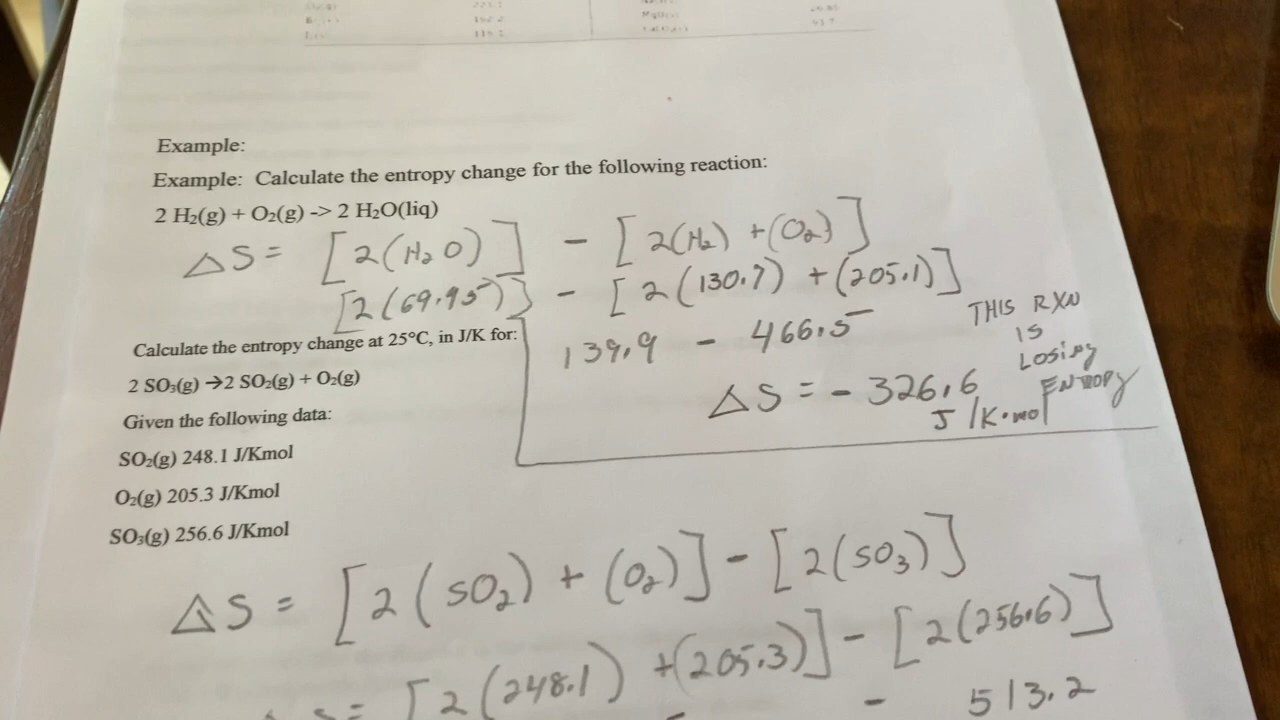 Example:
Example: Calculate the entropy change for the following reaction:
2 H₂(g) + O₂(g) -> 2 H₂O(liq)
△S = [2(H₂O)] - [2(H₂) + (O₂)]
[2(69.95)] - [2(130.7) + (205.1)]
139.9 - 466.5
△S = - 326.6
J/K·mol
THIS RXN
IS
LOSING
ENTROPY
Calculate the entropy change at 25°C, in J/K for:
2 SO₃(g) →2 SO₂(g) + O₂(g)
Given the following data:
SO₂(g) 248.1 J/Kmol
O₂(g) 205.3 J/Kmol
SO₃(g) 256.6 J/Kmol
△S = [2(SO₂) + (O₂)] - [2(SO₃)]
△S = [2(248.1) + (205.3)] - [2(256.6)]
- 513.2